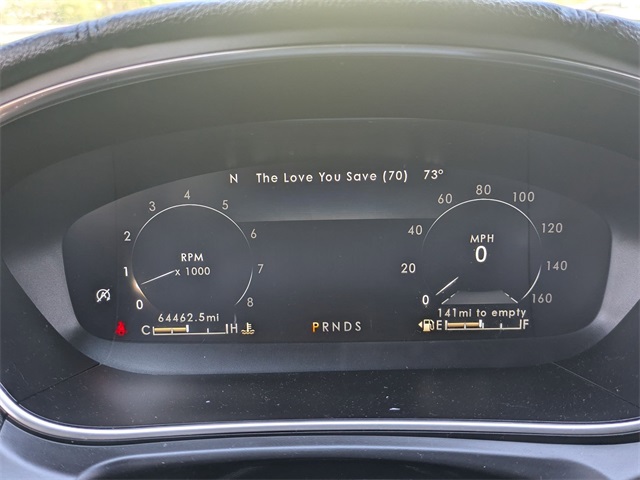 N The Love You Save (70) 73°
0 1 2 3 4 5 6 7 8
RPM
x 1000
0 20 40 60 80 100 120 140 160
MPH
0
64462.5mi
C H
PRNDS
141mi to empty
E F